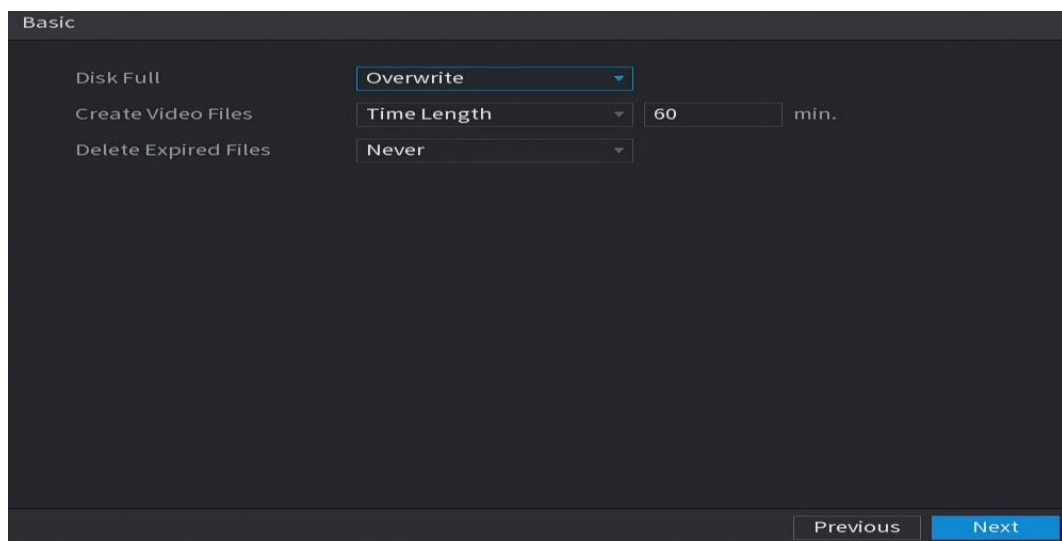 Basic
Disk Full Overwrite
Create Video Files Time Length 60 min.
Delete Expired Files Never
Previous Next